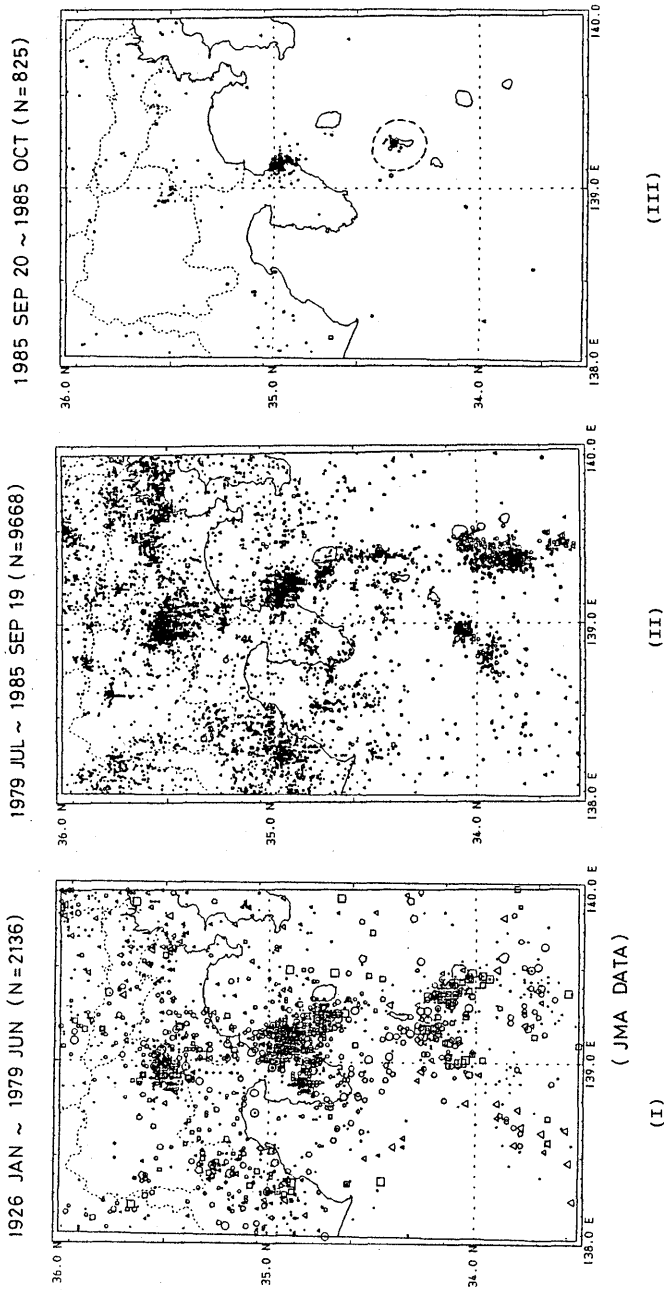 1926 JAN ~ 1979 JUN (N=2136)
36.0 N
35.0 N
34.0 N
138.0 E
139.0 E
140.0 E
(JMA DATA)
(I)
1979 JUL ~ 1985 SEP 19 (N=9668)
36.0 N
35.0 N
34.0 N
138.0 E
139.0 E
140.0 E
(II)
1985 SEP 20 ~ 1985 OCT (N=825)
36.0 N
35.0 N
34.0 N
138.0 E
139.0 E
140.0
(III)